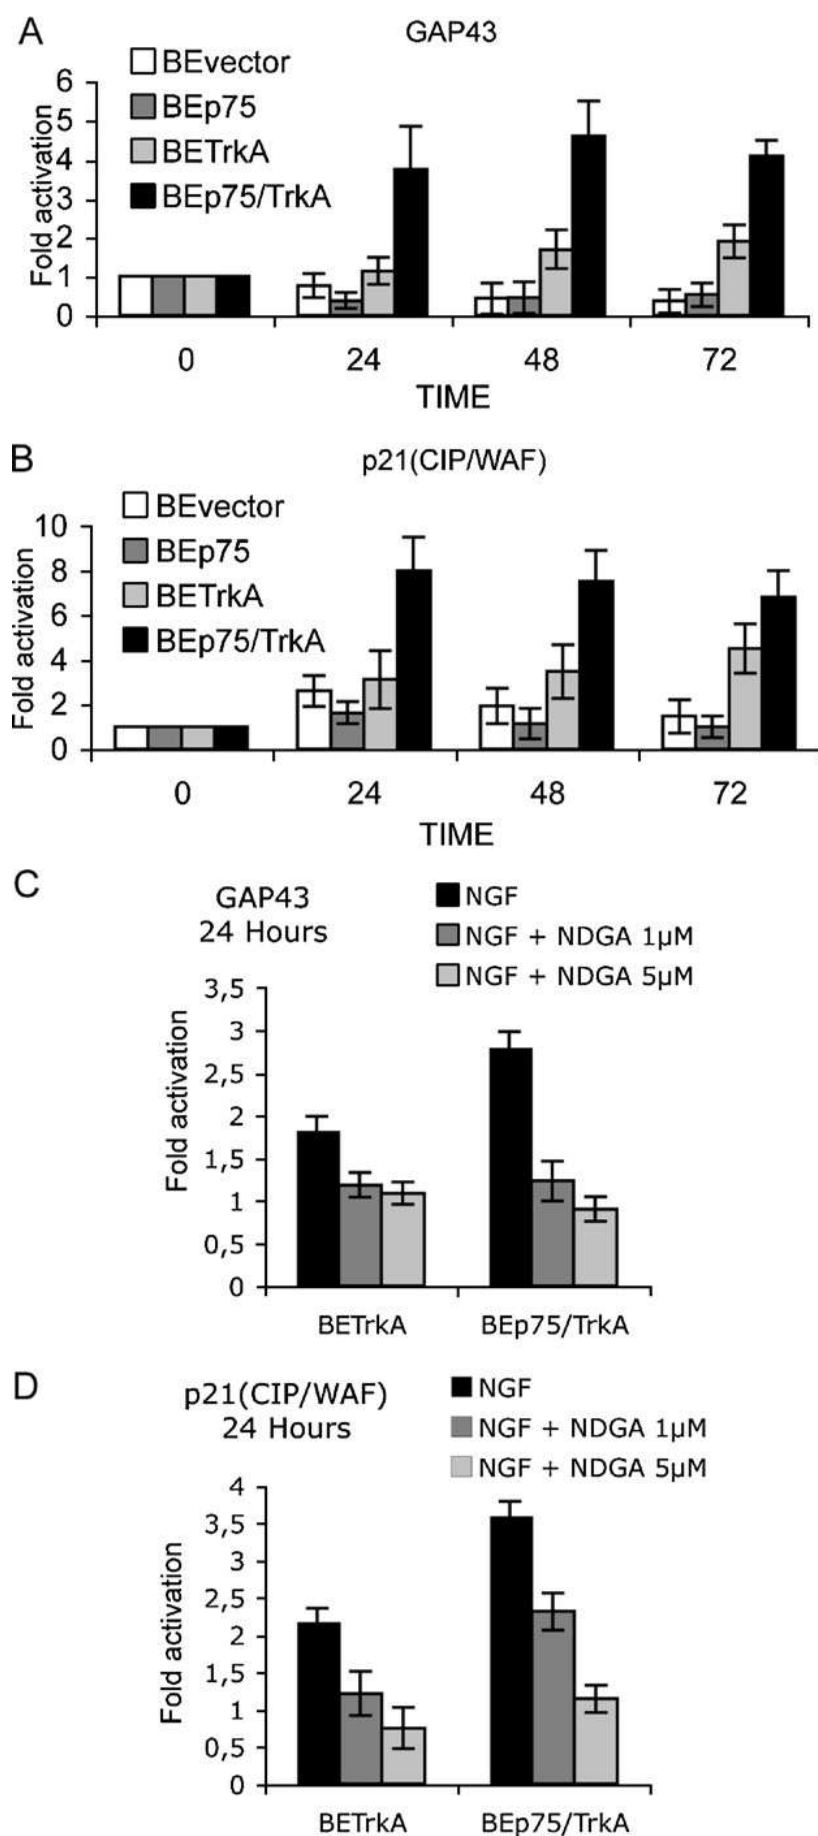 A
GAP43
BEvector
BEp75
BETrkA
BEp75/TrkA
Fold activation
6
5
4
3
2
1
0
0 24 48 72
TIME
B
p21(CIP/WAF)
BEvector
BEp75
BETrkA
BEp75/TrkA
Fold activation
10
8
6
4
2
0
0 24 48 72
TIME
C
GAP43
24 Hours
NGF
NGF + NDGA 1µM
NGF + NDGA 5µM
Fold activation
3,5
3
2,5
2
1,5
1
0,5
0
BETrkA BEp75/TrkA
D
p21(CIP/WAF)
24 Hours
NGF
NGF + NDGA 1µM
NGF + NDGA 5µM
Fold activation
4
3,5
3
2,5
2
1,5
1
0,5
0
BETrkA BEp75/TrkA